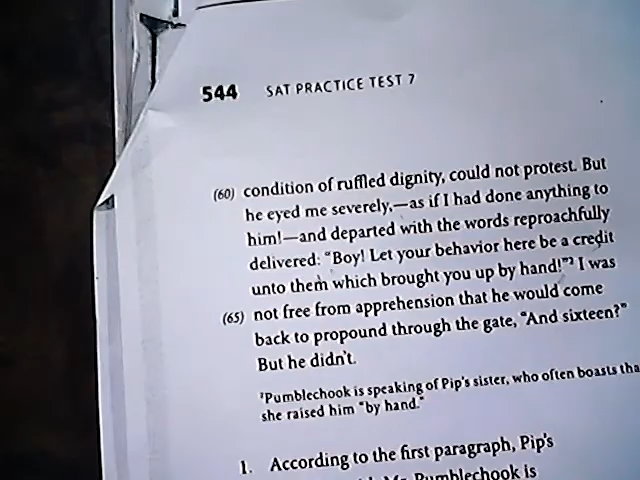 544 SAT PRACTICE TEST 7
(60) condition of ruffled dignity, could not protest. But
he eyed me severely,—as if I had done anything to
him!—and departed with the words reproachfully
delivered: “Boy! Let your behavior here be a credit
unto them which brought you up by hand!”² I was
(65) not free from apprehension that he would come
back to propound through the gate, “And sixteen?”
But he didn’t.
²Pumblechook is speaking of Pip’s sister, who often boasts
she raised him “by hand.”
1. According to the first paragraph, Pip’s
Mr. Pumblechook is